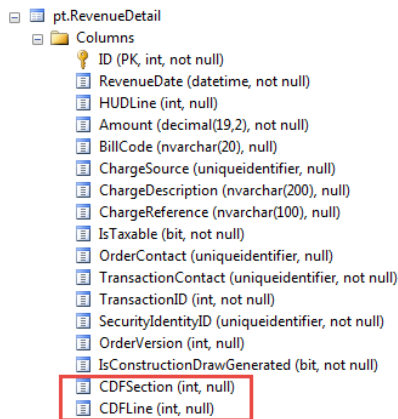 pt.RevenueDetail
Columns
ID (PK, int, not null)
RevenueDate (datetime, not null)
HUDLine (int, null)
Amount (decimal(19,2), not null)
BillCode (nvarchar(20), null)
ChargeSource (uniqueidentifier, null)
ChargeDescription (nvarchar(200), null)
ChargeReference (nvarchar(100), null)
IsTaxable (bit, not null)
OrderContact (uniqueidentifier, null)
TransactionContact (uniqueidentifier, not null)
TransactionID (int, not null)
SecurityIdentityID (uniqueidentifier, not null)
OrderVersion (int, not null)
IsConstructionDrawGenerated (bit, not null)
CDFSection (int, null)
CDFLine (int, null)